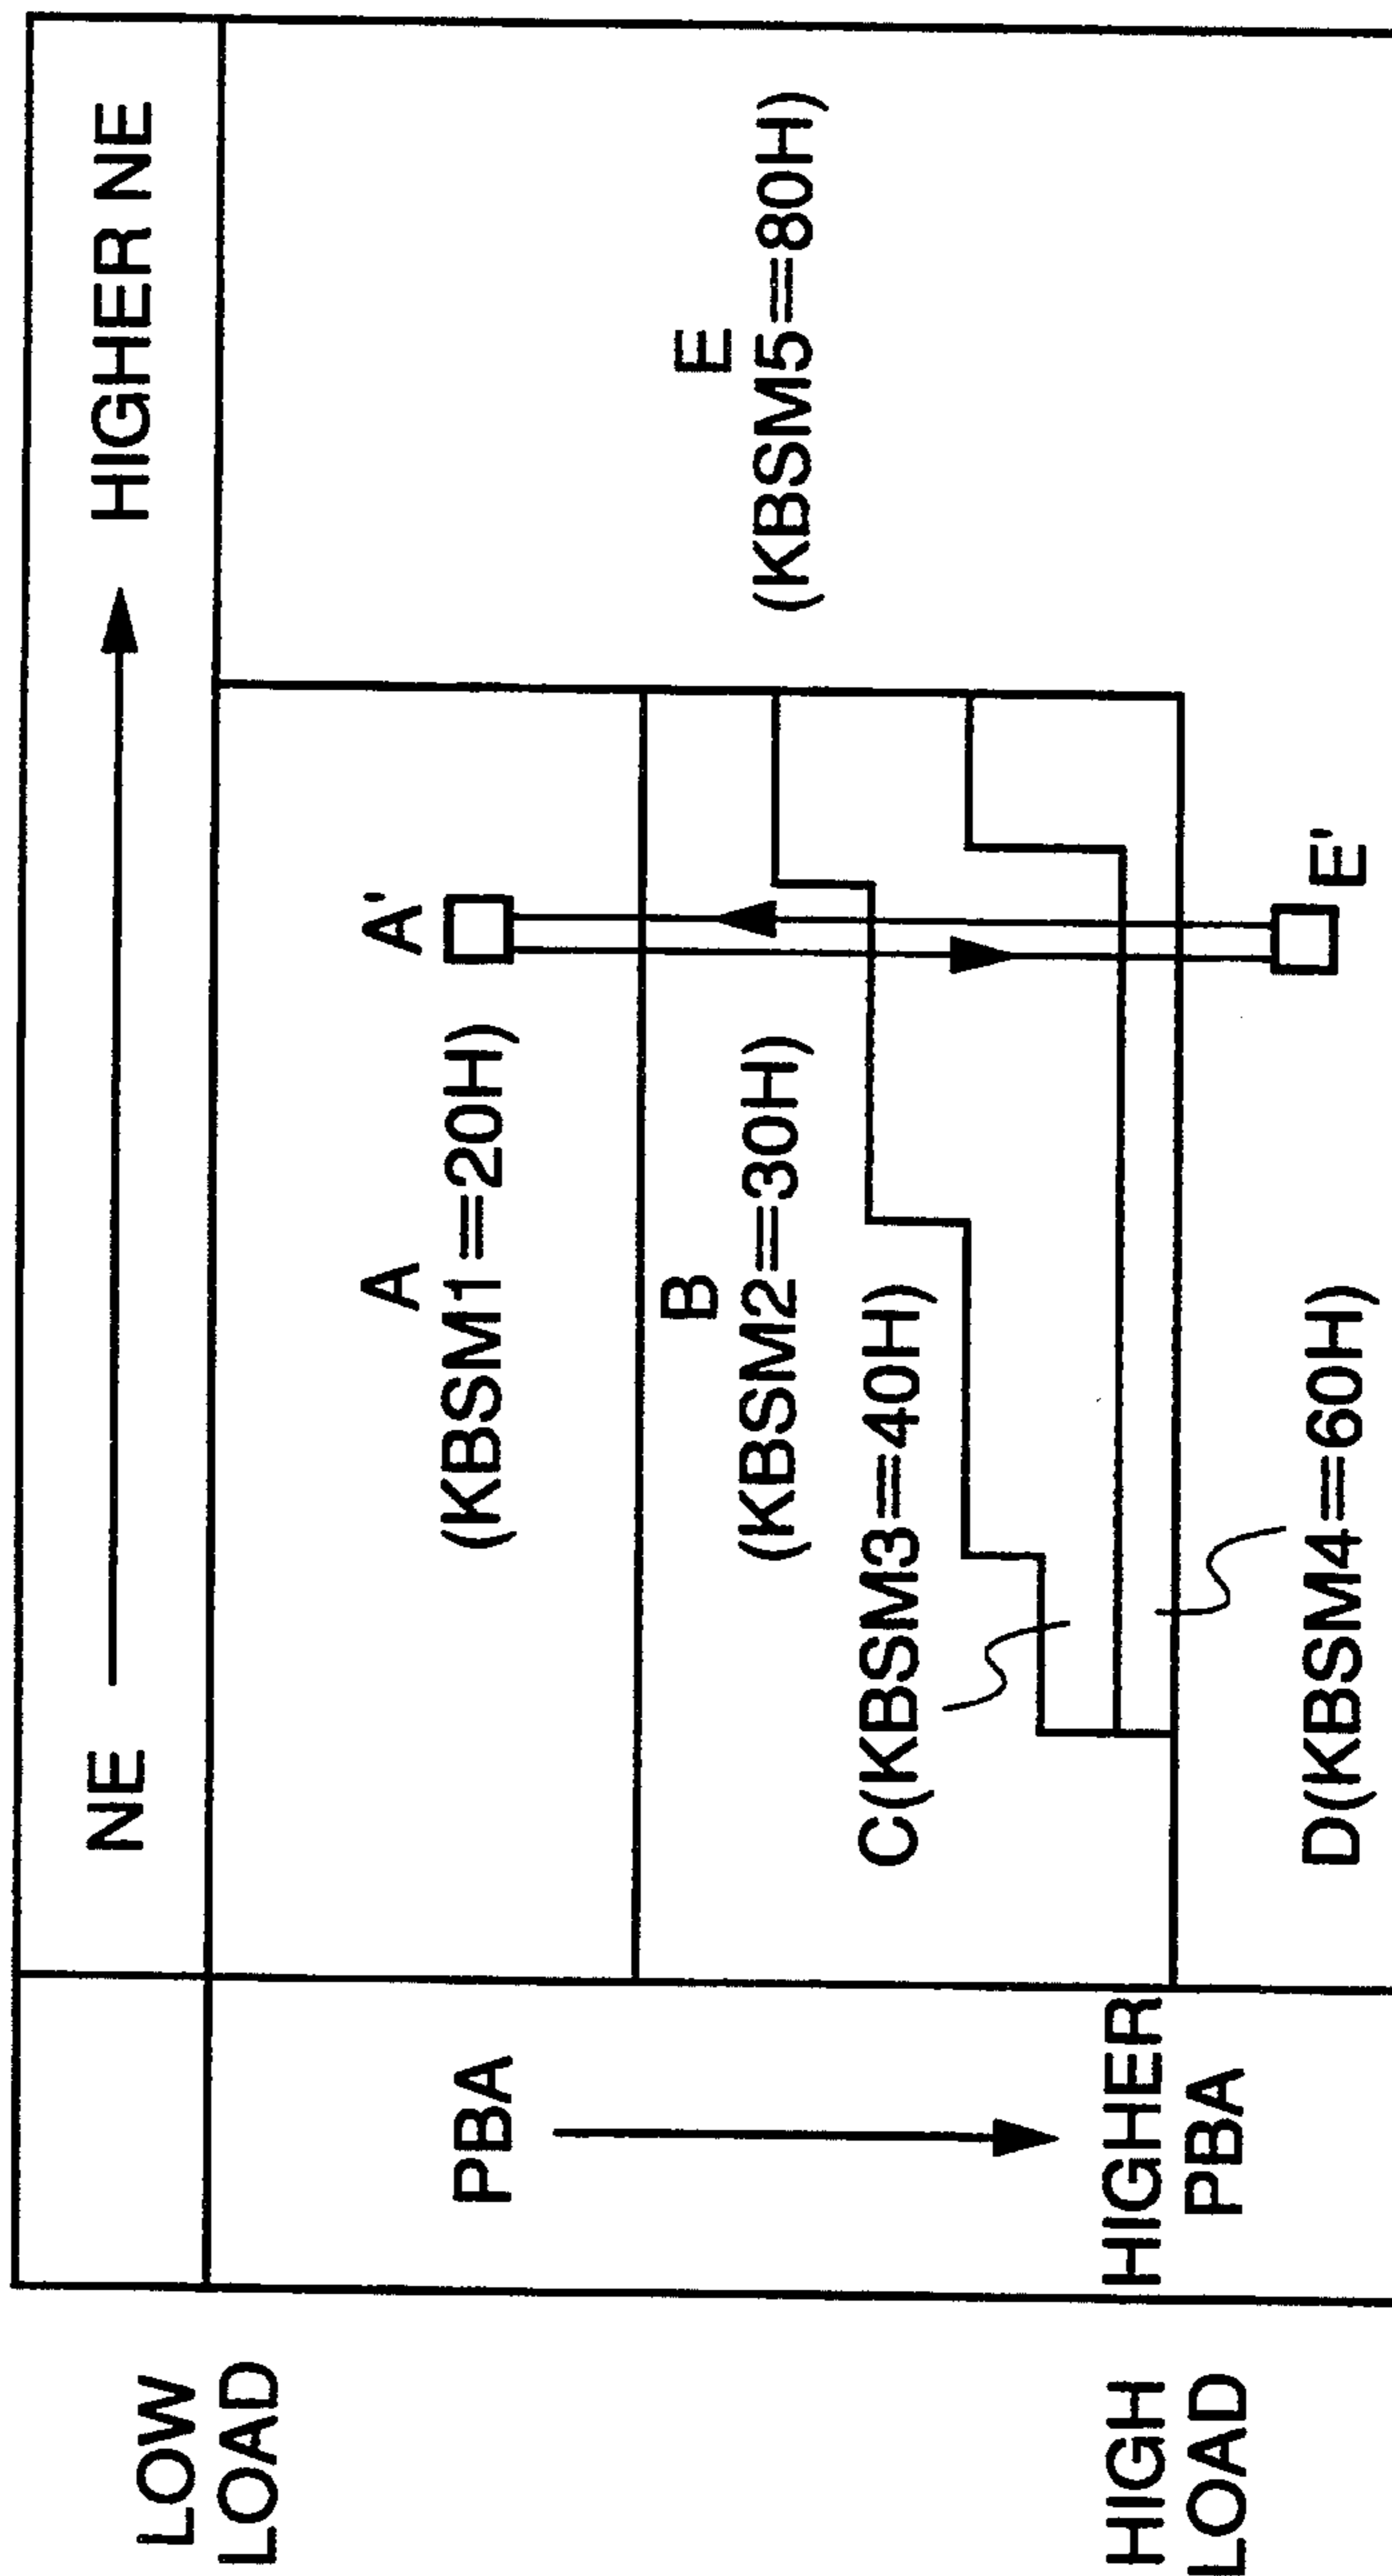 LOW
LOAD
NE
HIGHER NE
PBA
HIGHER
PBA
HIGH
LOAD
A
(KBSM1=20H)
A'
B
(KBSM2=30H)
C(KBSM3=40H)
D(KBSM4=60H)
E
(KBSM5=80H)
E'